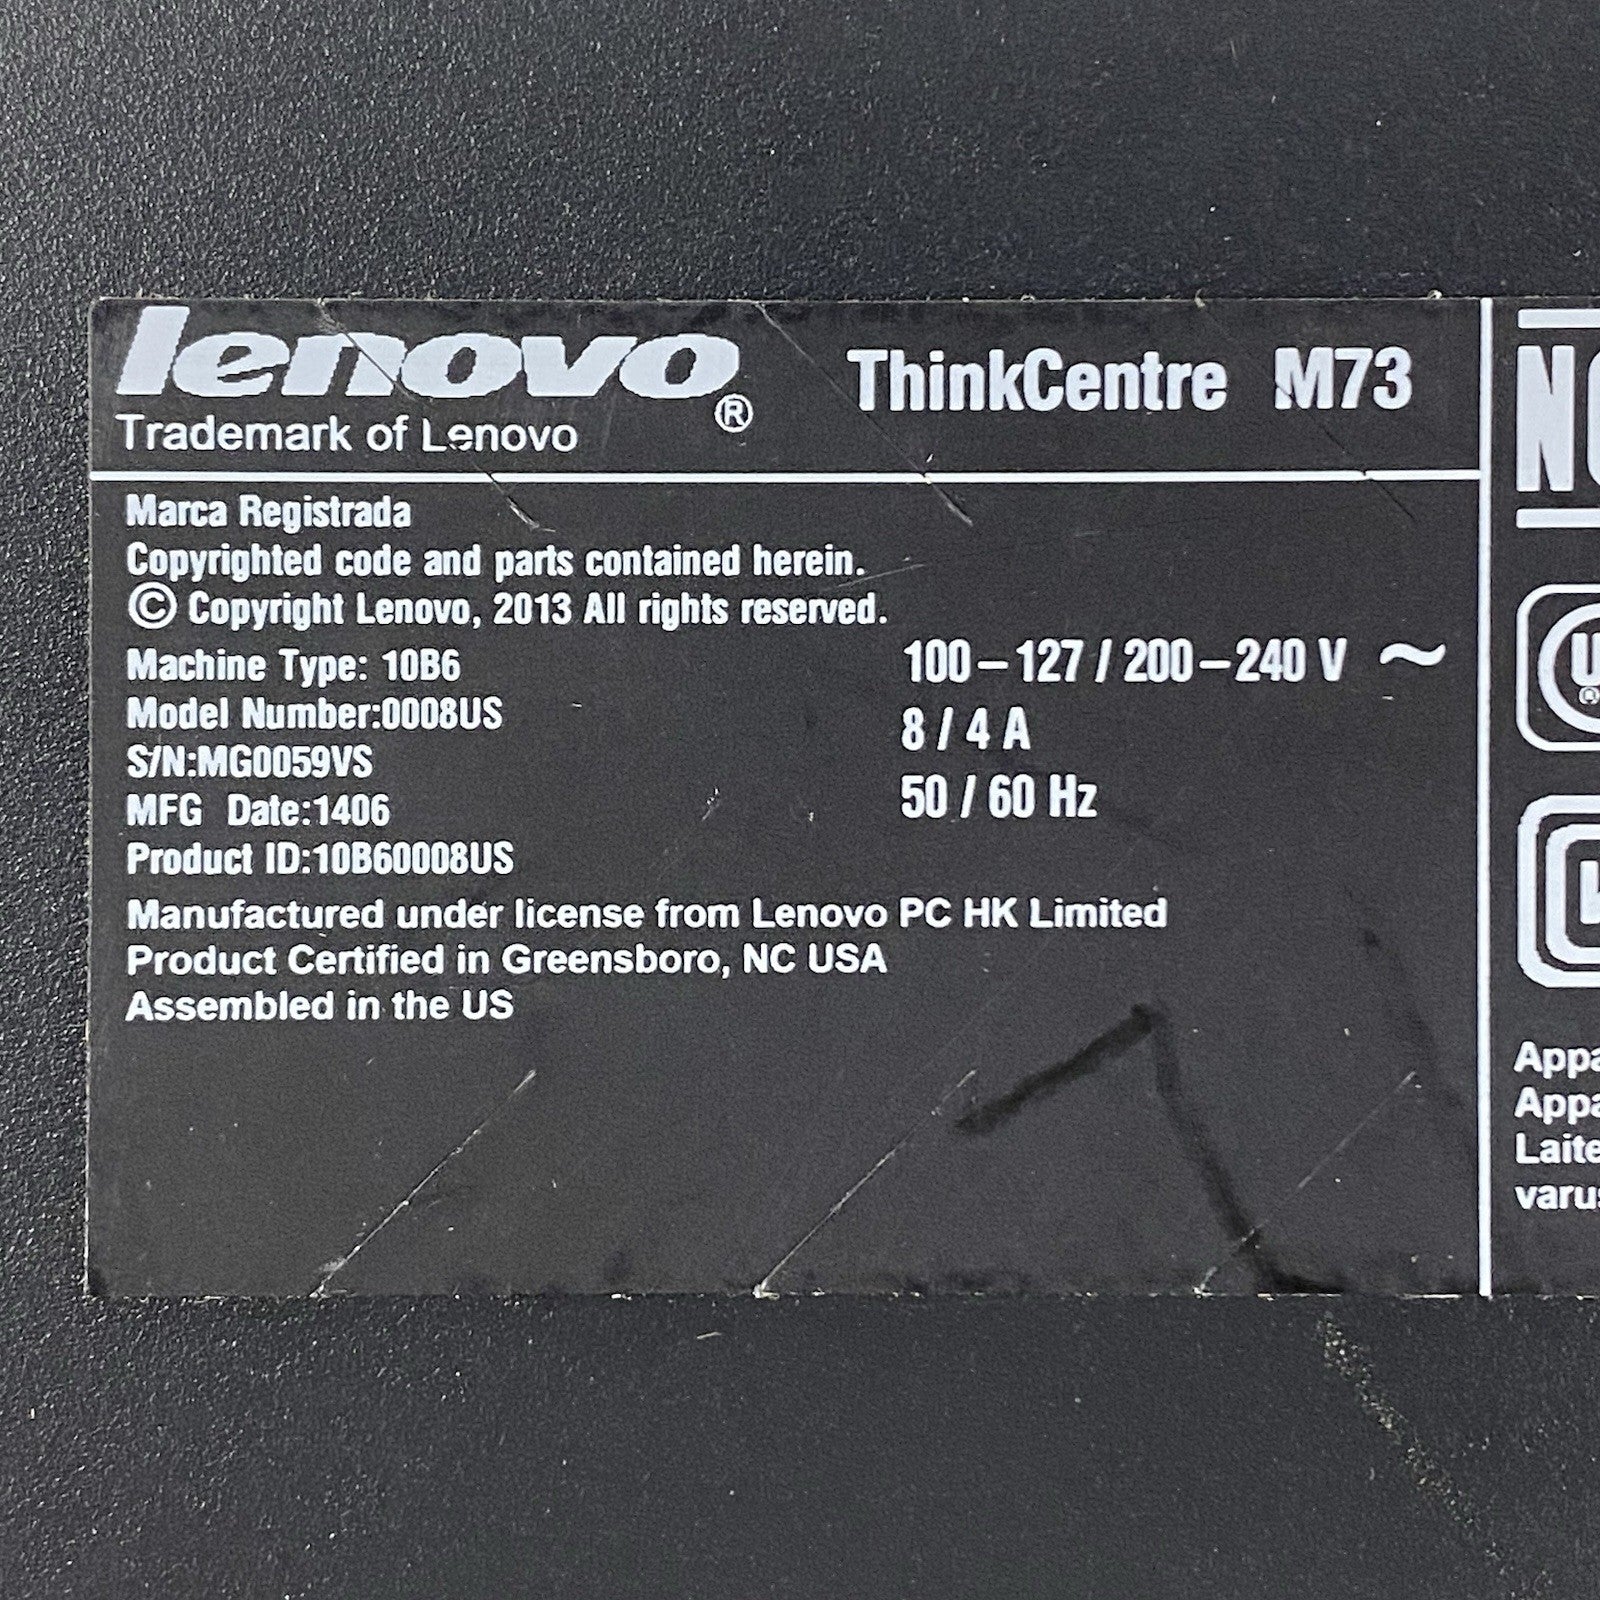 lenovo®
ThinkCentre M73
Trademark of Lenovo
Marca Registrada
Copyrighted code and parts contained herein.
© Copyright Lenovo, 2013 All rights reserved.
Machine Type: 10B6
Model Number:0008US
S/N:MG0059VS
MFG Date:1406
Product ID:10B60008US
100–127 / 200–240 V ~
8 / 4 A
50 / 60 Hz
Manufactured under license from Lenovo PC HK Limited
Product Certified in Greensboro, NC USA
Assembled in the US